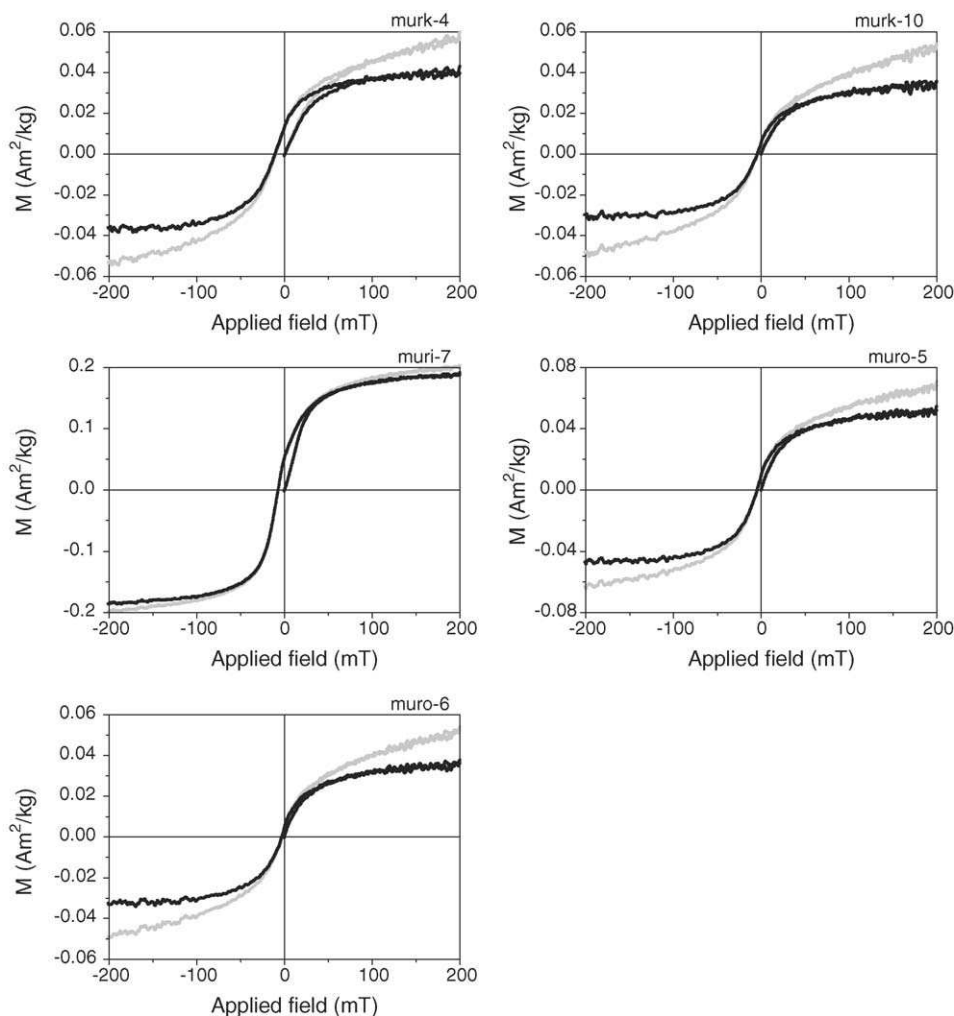 murk-4
0.06
0.04
0.02
0.00
-0.02
-0.04
-0.06
M (Am²/kg)
-200 -100 0 100 200
Applied field (mT)
murk-10
0.06
0.04
0.02
0.00
-0.02
-0.04
-0.06
M (Am²/kg)
-200 -100 0 100 200
Applied field (mT)
muri-7
0.2
0.1
0.0
-0.1
-0.2
M (Am²/kg)
-200 -100 0 100 200
Applied field (mT)
muro-5
0.08
0.04
0.00
-0.04
-0.08
M (Am²/kg)
-200 -100 0 100 200
Applied field (mT)
muro-6
0.06
0.04
0.02
0.00
-0.02
-0.04
-0.06
M (Am²/kg)
-200 -100 0 100 200
Applied field (mT)